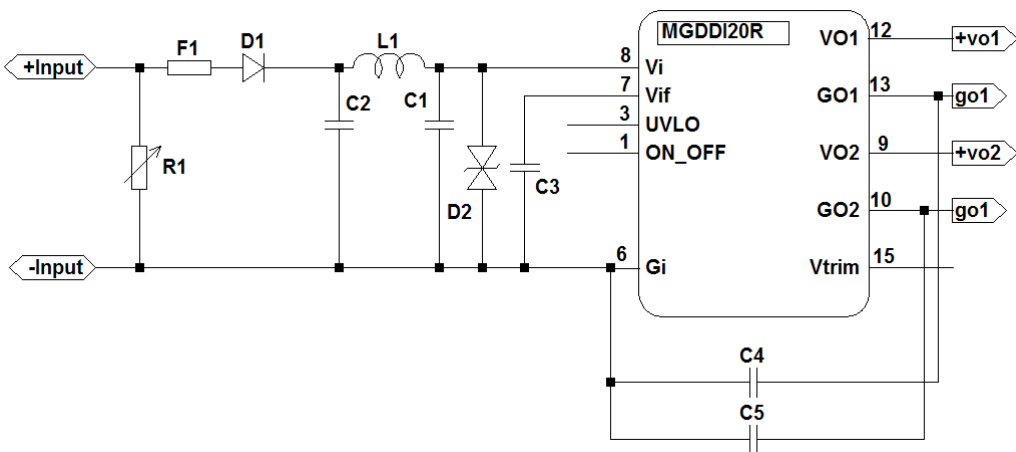 MGDDI20R
+Input
F1
D1
L1
8
Vi
VO1
12
+vo1
7
Vif
GO1
13
go1
C2
C1
3
UVLO
1
ON_OFF
VO2
9
+vo2
R1
C3
D2
GO2
10
go1
-Input
6
Gi
Vtrim
15
C4
C5